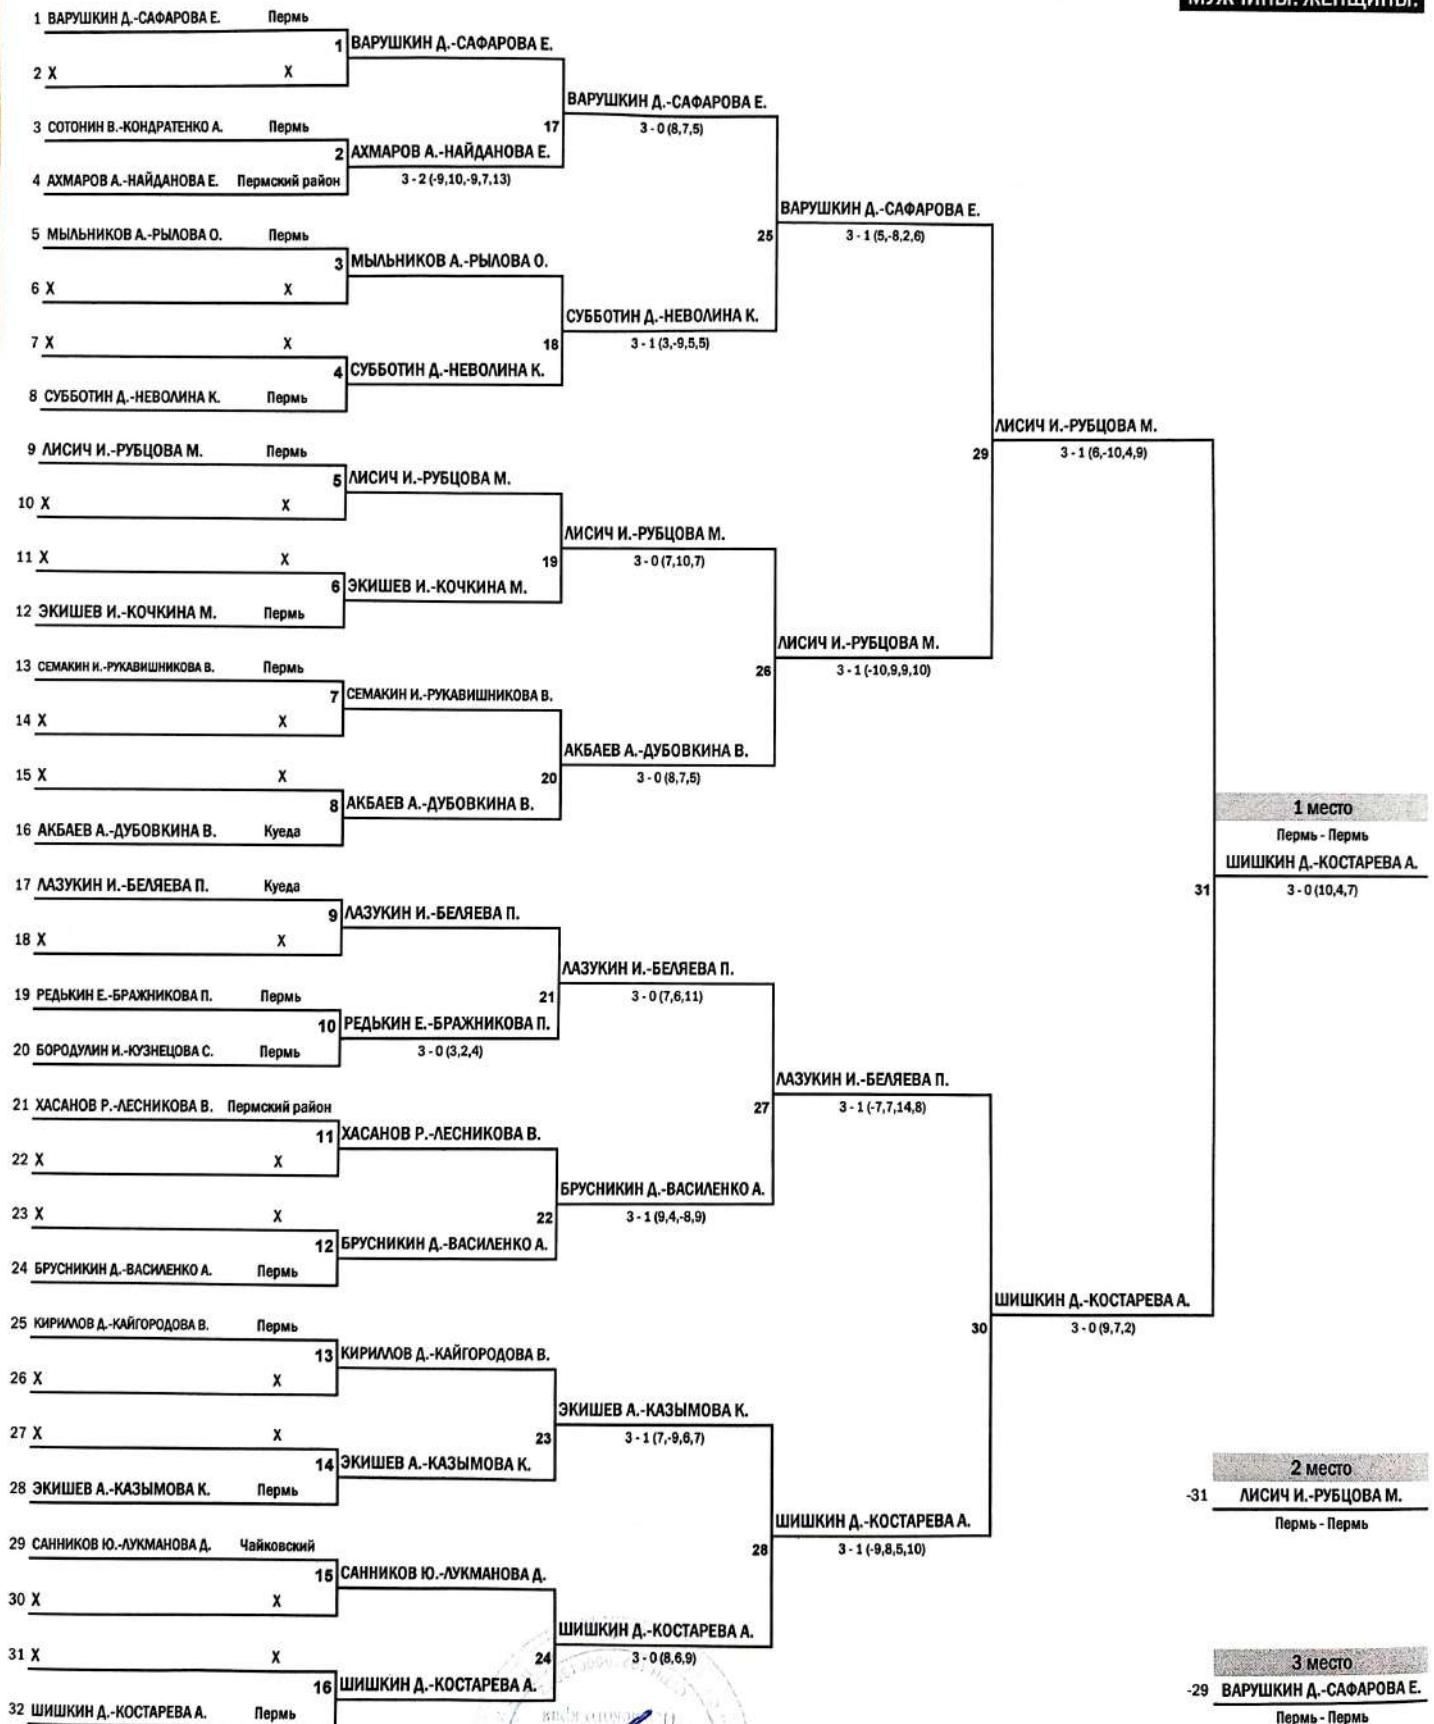 МУЖЧИНЫ. ЖЕНЩИНЫ.
1 ВАРУШКИН Д.-САФАРОВА Е. Пермь
1 ВАРУШКИН Д.-САФАРОВА Е.
2 X X
ВАРУШКИН Д.-САФАРОВА Е.
17 3 - 0 (8,7,5)
3 СОТОНИН В.-КОНДРАТЕНКО А. Пермь
2 АХМАРОВ А.-НАЙДАНОВА Е.
4 АХМАРОВ А.-НАЙДАНОВА Е. Пермский район 3 - 2 (-9,10,-9,7,13)
ВАРУШКИН Д.-САФАРОВА Е.
25 3 - 1 (5,-8,2,6)
5 МЫЛЬНИКОВ А.-РЫЛОВА О. Пермь
3 МЫЛЬНИКОВ А.-РЫЛОВА О.
6 X X
СУББОТИН Д.-НЕВОЛИНА К.
7 X X 18 3 - 1 (3,-9,5,5)
4 СУББОТИН Д.-НЕВОЛИНА К.
8 СУББОТИН Д.-НЕВОЛИНА К. Пермь
ЛИСИЧ И.-РУБЦОВА М.
29 3 - 1 (6,-10,4,9)
9 ЛИСИЧ И.-РУБЦОВА М. Пермь
5 ЛИСИЧ И.-РУБЦОВА М.
10 X X
ЛИСИЧ И.-РУБЦОВА М.
11 X X 19 3 - 0 (7,10,7)
6 ЭКИШЕВ И.-КОЧКИНА М.
12 ЭКИШЕВ И.-КОЧКИНА М. Пермь
ЛИСИЧ И.-РУБЦОВА М.
26 3 - 1 (-10,9,9,10)
13 СЕМАКИН И.-РУКАВИШНИКОВА В. Пермь
7 СЕМАКИН И.-РУКАВИШНИКОВА В.
14 X X
АКБАЕВ А.-ДУБОВКИНА В.
15 X X 20 3 - 0 (8,7,5)
8 АКБАЕВ А.-ДУБОВКИНА В.
16 АКБАЕВ А.-ДУБОВКИНА В. Куеда
1 место
Пермь - Пермь
ШИШКИН Д.-КОСТАРЕВА А.
31 3 - 0 (10,4,7)
17 ЛАЗУКИН И.-БЕЛЯЕВА П. Куеда
9 ЛАЗУКИН И.-БЕЛЯЕВА П.
18 X X
ЛАЗУКИН И.-БЕЛЯЕВА П.
21 3 - 0 (7,6,11)
19 РЕДЬКИН Е.-БРАЖНИКОВА П. Пермь
10 РЕДЬКИН Е.-БРАЖНИКОВА П.
20 БОРОДУЛИН И.-КУЗНЕЦОВА С. Пермь 3 - 0 (3,2,4)
ЛАЗУКИН И.-БЕЛЯЕВА П.
27 3 - 1 (-7,7,14,8)
21 ХАСАНОВ Р.-ЛЕСНИКОВА В. Пермский район
11 ХАСАНОВ Р.-ЛЕСНИКОВА В.
22 X X
БРУСНИКИН Д.-ВАСИЛЕНКО А.
23 X X 22 3 - 1 (9,4,-8,9)
12 БРУСНИКИН Д.-ВАСИЛЕНКО А.
24 БРУСНИКИН Д.-ВАСИЛЕНКО А. Пермь
ШИШКИН Д.-КОСТАРЕВА А.
30 3 - 0 (9,7,2)
25 КИРИЛЛОВ Д.-КАЙГОРОДОВА В. Пермь
13 КИРИЛЛОВ Д.-КАЙГОРОДОВА В.
26 X X
ЭКИШЕВ А.-КАЗЫМОВА К.
27 X X 23 3 - 1 (7,-9,6,7)
14 ЭКИШЕВ А.-КАЗЫМОВА К.
28 ЭКИШЕВ А.-КАЗЫМОВА К. Пермь
2 место
-31 ЛИСИЧ И.-РУБЦОВА М.
Пермь - Пермь
ШИШКИН Д.-КОСТАРЕВА А.
28 3 - 1 (-9,8,5,10)
29 САННИКОВ Ю.-ЛУКМАНОВА Д. Чайковский
15 САННИКОВ Ю.-ЛУКМАНОВА Д.
30 X X
ШИШКИН Д.-КОСТАРЕВА А.
31 X X 24 3 - 0 (8,6,9)
16 ШИШКИН Д.-КОСТАРЕВА А.
32 ШИШКИН Д.-КОСТАРЕВА А. Пермь
3 место
-29 ВАРУШКИН Д.-САФАРОВА Е.
Пермь - Пермь